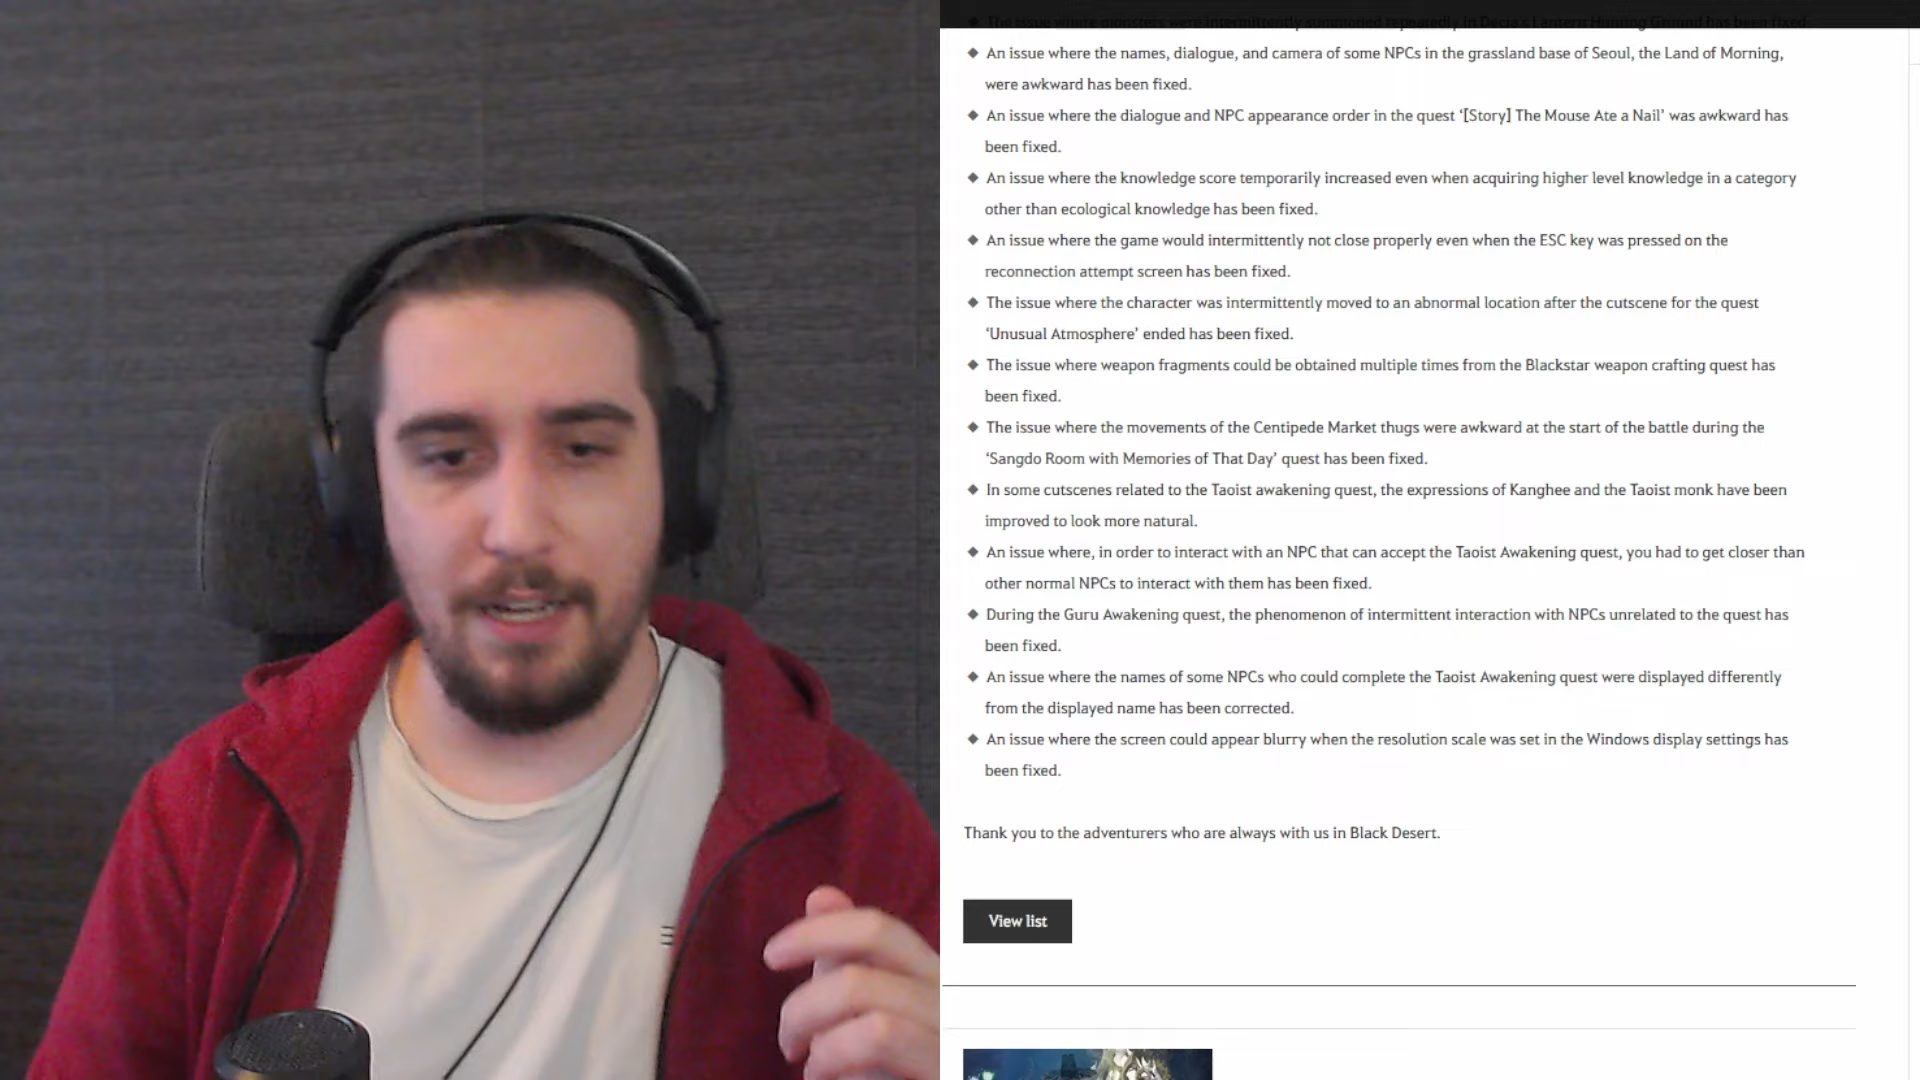 The issue where monsters were intermittently summoned repeatedly in Decia's Lantern Hunting Ground has been fixed.
◆ An issue where the names, dialogue, and camera of some NPCs in the grassland base of Seoul, the Land of Morning,
were awkward has been fixed.
◆ An issue where the dialogue and NPC appearance order in the quest ‘[Story] The Mouse Ate a Nail’ was awkward has
been fixed.
◆ An issue where the knowledge score temporarily increased even when acquiring higher level knowledge in a category
other than ecological knowledge has been fixed.
◆ An issue where the game would intermittently not close properly even when the ESC key was pressed on the
reconnection attempt screen has been fixed.
◆ The issue where the character was intermittently moved to an abnormal location after the cutscene for the quest
‘Unusual Atmosphere’ ended has been fixed.
◆ The issue where weapon fragments could be obtained multiple times from the Blackstar weapon crafting quest has
been fixed.
◆ The issue where the movements of the Centipede Market thugs were awkward at the start of the battle during the
‘Sangdo Room with Memories of That Day’ quest has been fixed.
◆ In some cutscenes related to the Taoist awakening quest, the expressions of Kanghee and the Taoist monk have been
improved to look more natural.
◆ An issue where, in order to interact with an NPC that can accept the Taoist Awakening quest, you had to get closer than
other normal NPCs to interact with them has been fixed.
◆ During the Guru Awakening quest, the phenomenon of intermittent interaction with NPCs unrelated to the quest has
been fixed.
◆ An issue where the names of some NPCs who could complete the Taoist Awakening quest were displayed differently
from the displayed name has been corrected.
◆ An issue where the screen could appear blurry when the resolution scale was set in the Windows display settings has
been fixed.
Thank you to the adventurers who are always with us in Black Desert.
View list